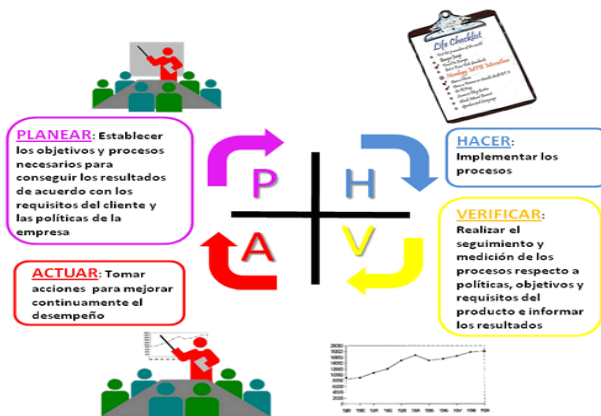 Life Checklist
PLANEAR: Establecer
los objetivos y procesos
necesarios para
conseguir los resultados
de acuerdo con los
requisitos del cliente y
las políticas de la
empresa
P
H
HACER:
Implementar los
procesos
A
V
VERIFICAR:
Realizar el
seguimiento y
medición de los
procesos respecto a
políticas, objetivos y
requisitos del
producto e informar
los resultados
ACTUAR: Tomar
acciones para mejorar
continuamente el
desempeño